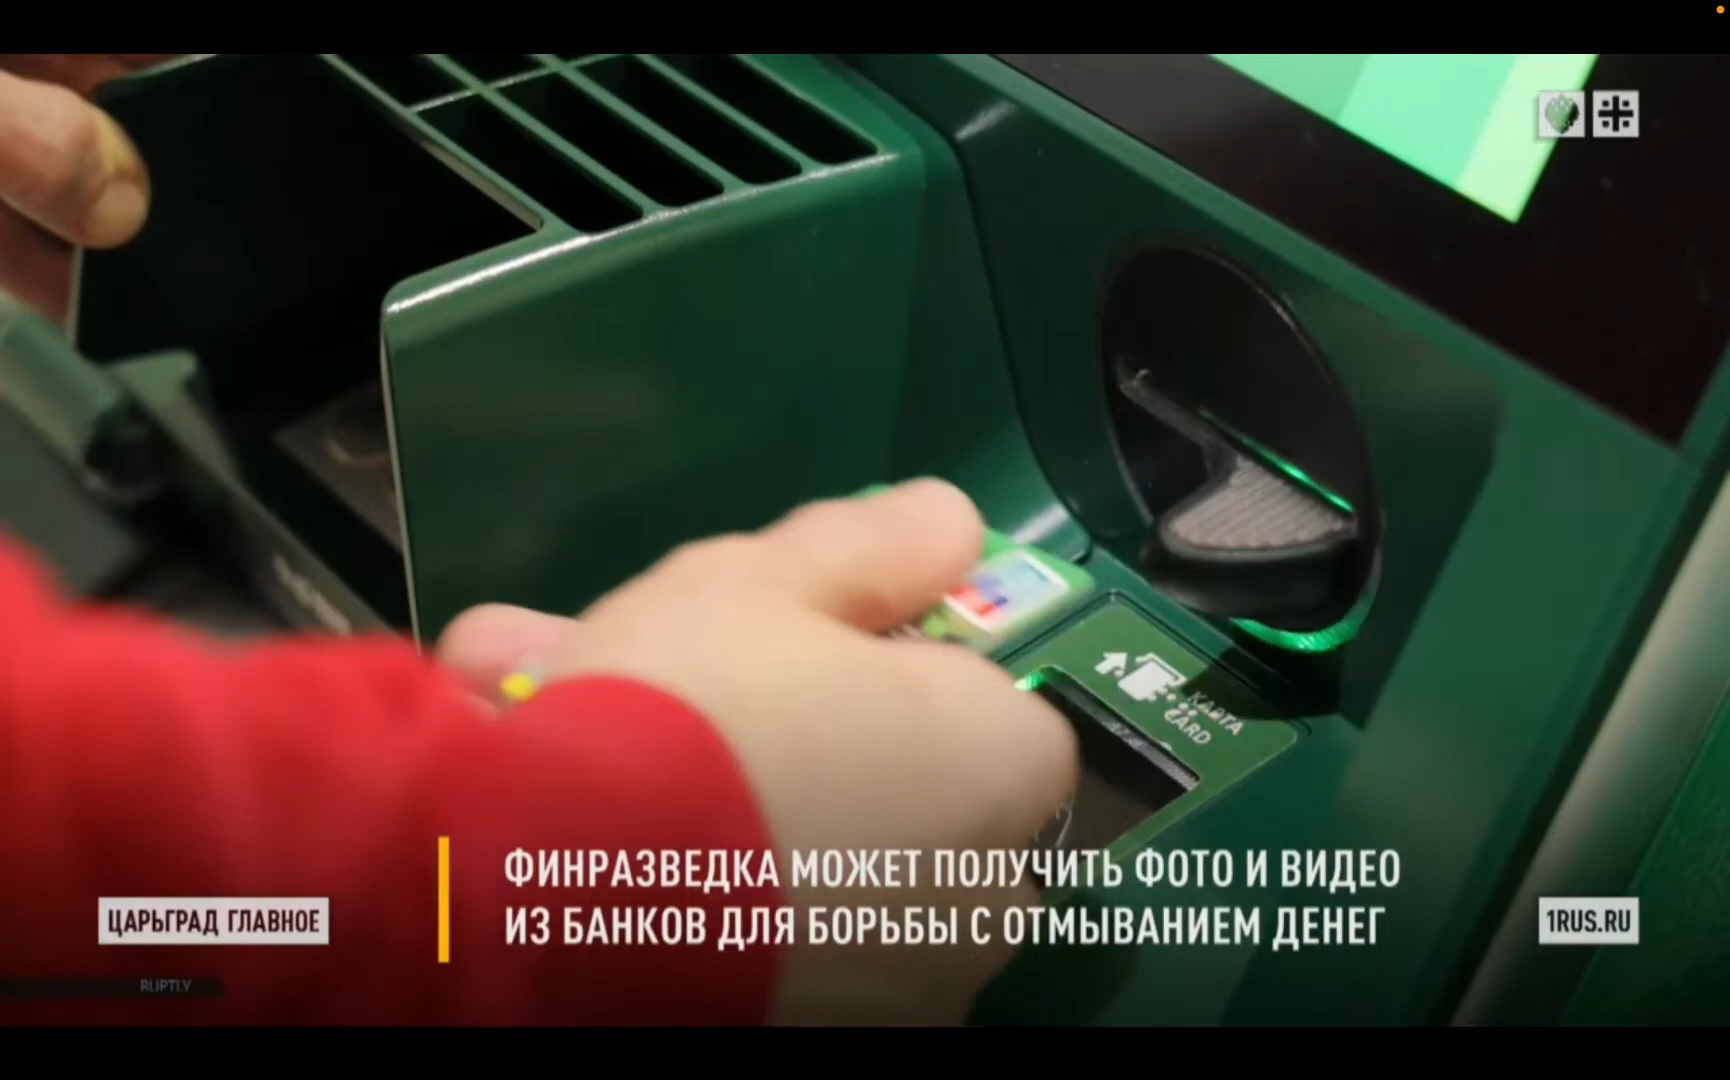 КАРТА
CARD
ФИНРАЗВЕДКА МОЖЕТ ПОЛУЧИТЬ ФОТО И ВИДЕО
ИЗ БАНКОВ ДЛЯ БОРЬБЫ С ОТМЫВАНИЕМ ДЕНЕГ
ЦАРЬГРАД ГЛАВНОЕ
1RUS.RU
RUPTLY